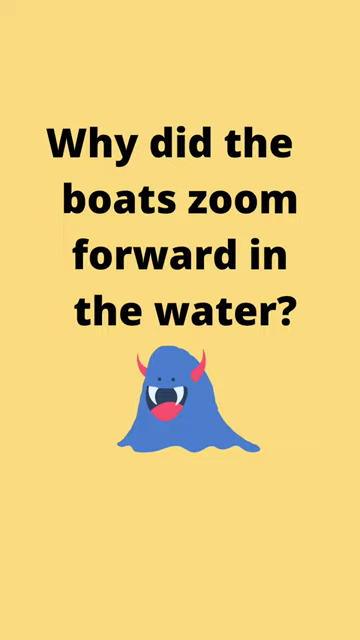 Why did the
boats zoom
forward in
the water?